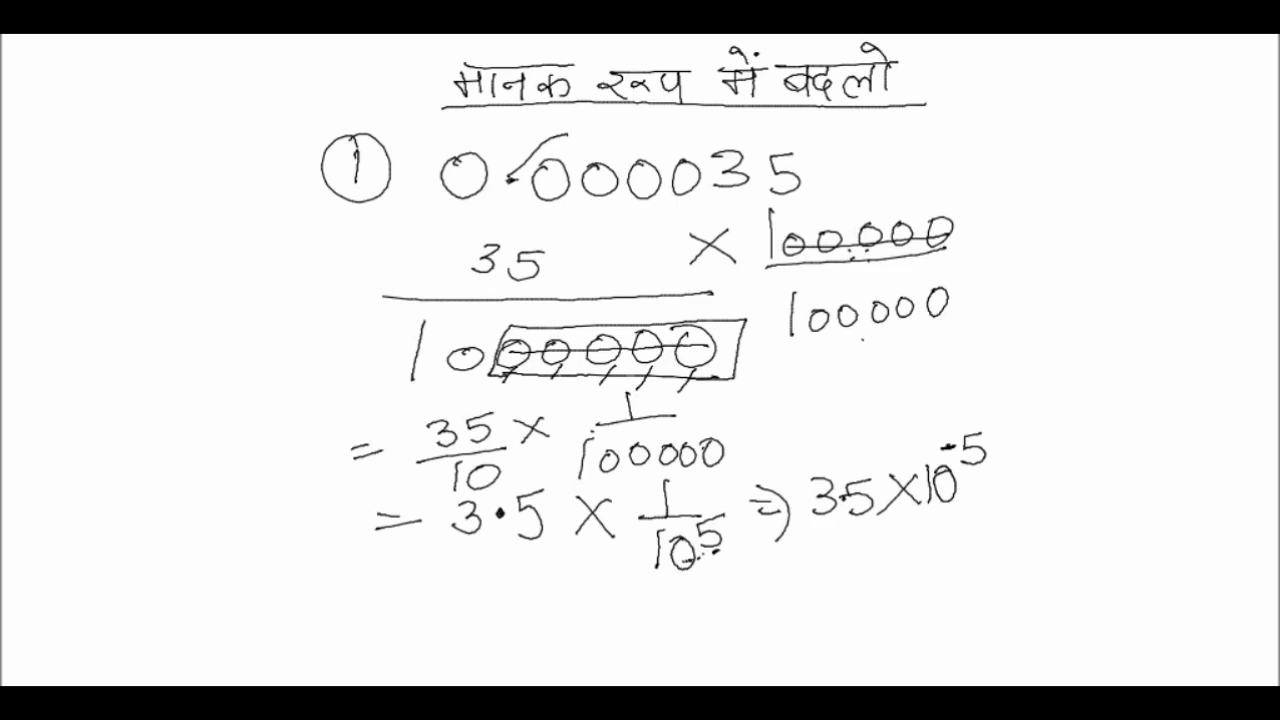 मानक रूप में बदलो
① 0.000035
35 × 100000
1000000 100000
= 35/10 × 1/100000
= 3.5 × 1/10⁵ ⇒ 3.5 × 10⁻⁵